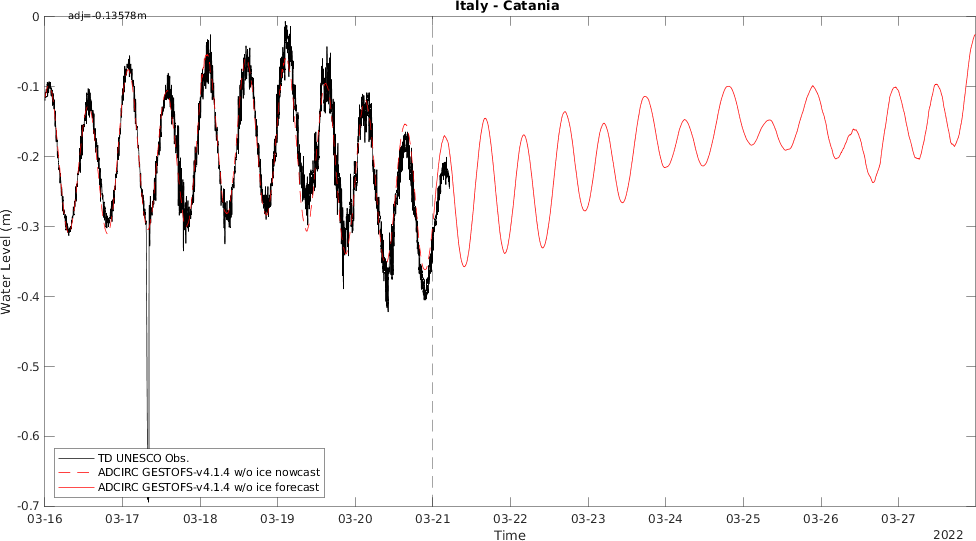 Italy - Catania
adj=-0.13578m
0
-0.1
-0.2
-0.3
-0.4
-0.5
-0.6
-0.7
Water Level (m)
TD UNESCO Obs.
ADCIRC GESTOFS-v4.1.4 w/o ice nowcast
ADCIRC GESTOFS-v4.1.4 w/o ice forecast
03-16 03-17 03-18 03-19 03-20 03-21 03-22 03-23 03-24 03-25 03-26 03-27
Time
2022